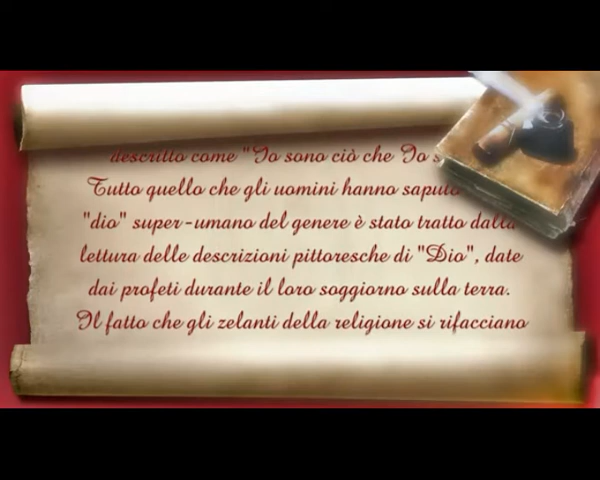 descritto come "Io sono ciò che Io
Tutto quello che gli uomini hanno saputo
"dio" super-umano del genere è stato tratto dalla
lettura delle descrizioni pittoresche di "Dio", date
dai profeti durante il loro soggiorno sulla terra.
Il fatto che gli zelanti della religione si rifacciano